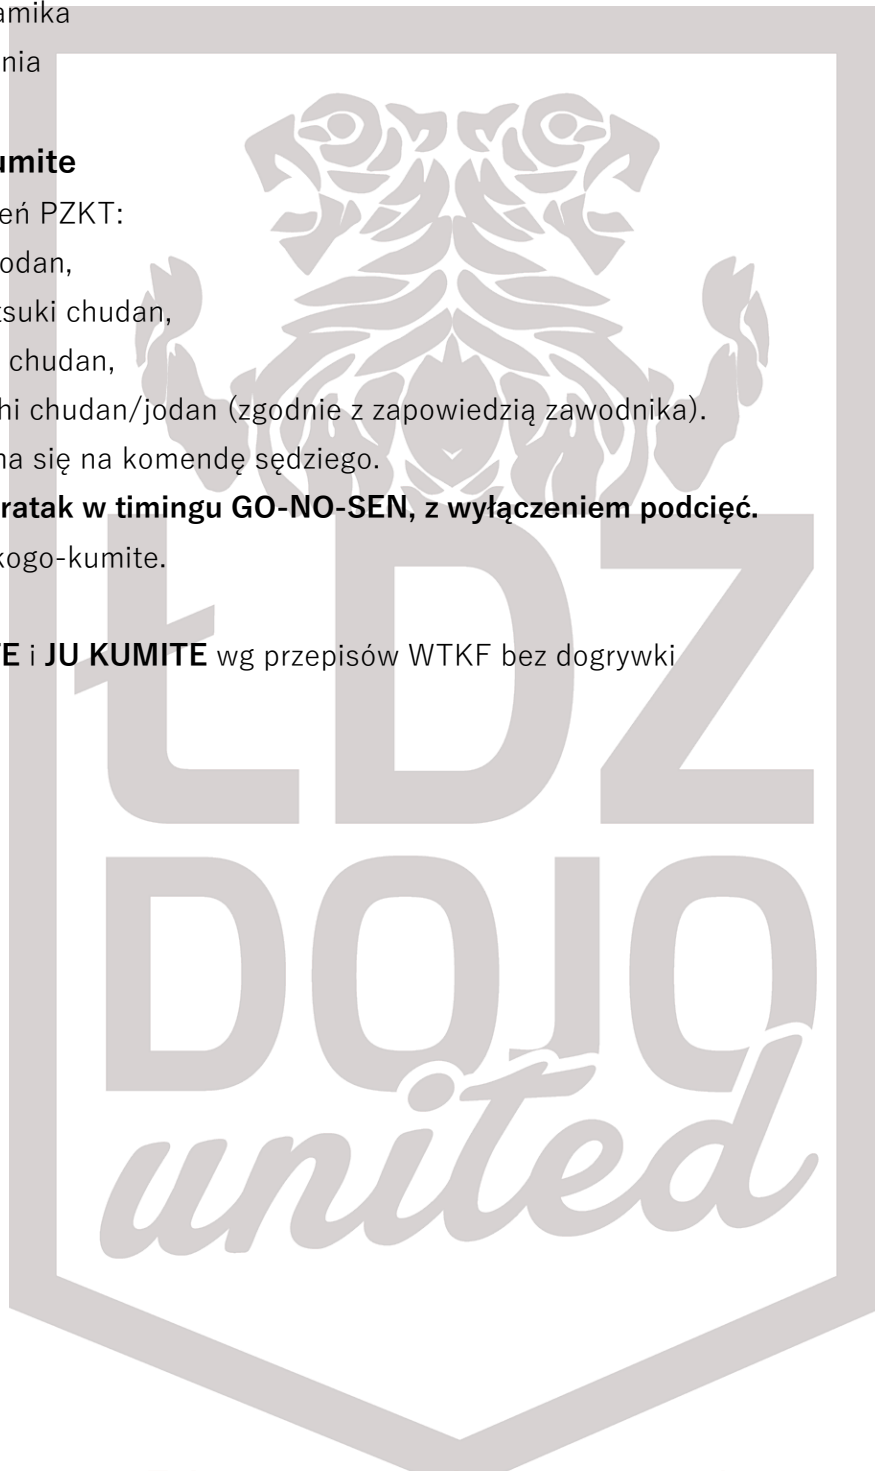 amika
nia
umite
eń PZKT:
odan,
tsuki chudan,
chudan,
hi chudan/jodan (zgodnie z zapowiedzią zawodnika).
na się na komendę sędziego.
ratak w timingu GO-NO-SEN, z wyłączeniem podcięć.
kogo-kumite.
TE i JU KUMITE wg przepisów WTKF bez dogrywki
ŁDZ
DOJO
united